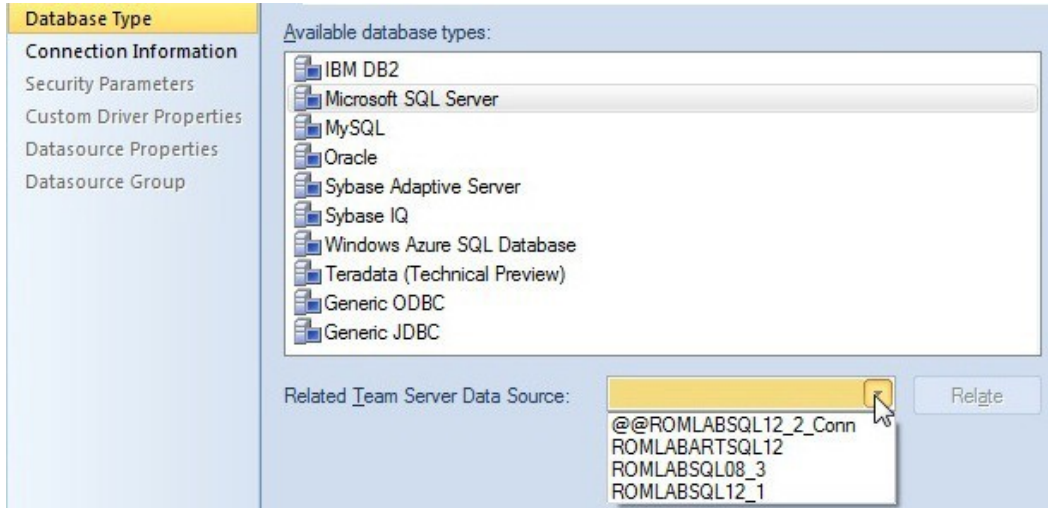 Database Type
Connection Information
Security Parameters
Custom Driver Properties
Datasource Properties
Datasource Group
Available database types:
IBM DB2
Microsoft SQL Server
MySQL
Oracle
Sybase Adaptive Server
Sybase IQ
Windows Azure SQL Database
Teradata (Technical Preview)
Generic ODBC
Generic JDBC
Related Team Server Data Source:
Relate
@@ROMLABSQL12_2_Conn
ROMLABARTSQL12
ROMLABSQL08_3
ROMLABSQL12_1